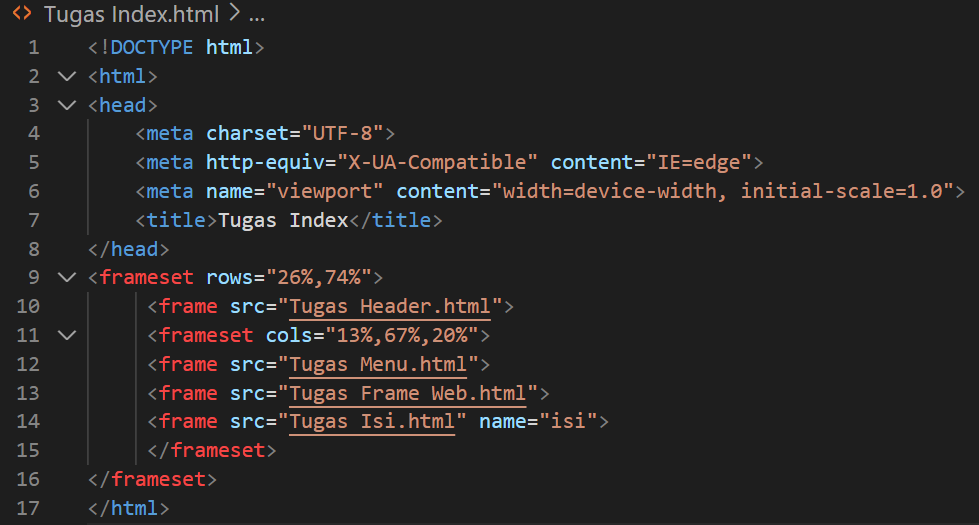 <> Tugas Index.html > ...
1 <!DOCTYPE html>
2 <html>
3 <head>
4 <meta charset="UTF-8">
5 <meta http-equiv="X-UA-Compatible" content="IE=edge">
6 <meta name="viewport" content="width=device-width, initial-scale=1.0">
7 <title>Tugas Index</title>
8 </head>
9 <frameset rows="26%,74%">
10 <frame src="Tugas Header.html">
11 <frameset cols="13%,67%,20%">
12 <frame src="Tugas Menu.html">
13 <frame src="Tugas Frame Web.html">
14 <frame src="Tugas Isi.html" name="isi">
15 </frameset>
16 </frameset>
17 </html>